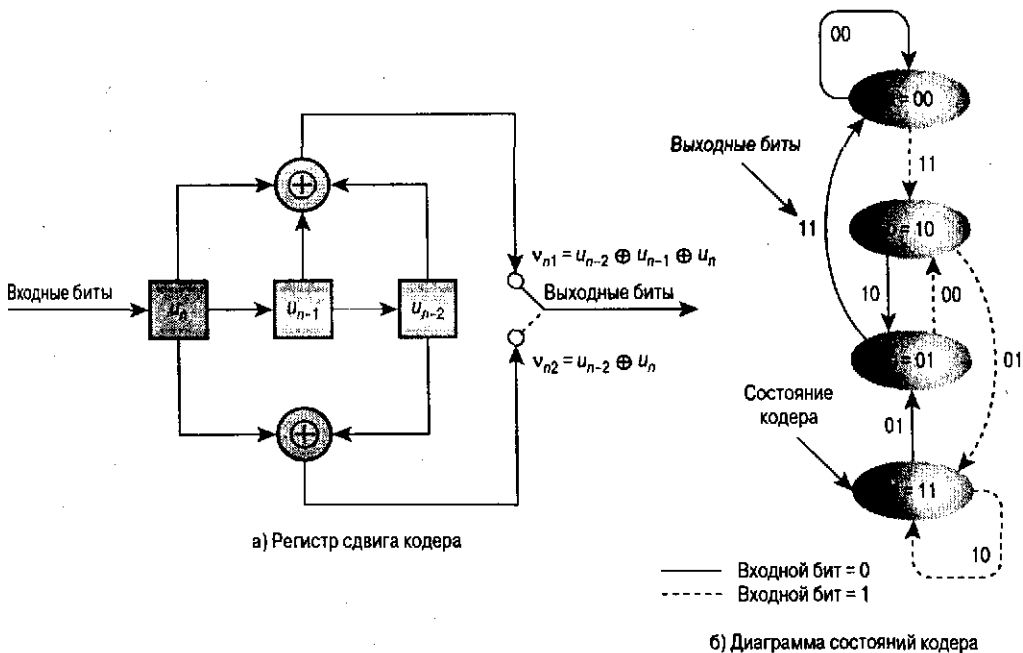 Входные биты
u_n
u_{n-1}
u_{n-2}
ν_{n1} = u_{n-2} ⊕ u_{n-1} ⊕ u_n
Выходные биты
ν_{n2} = u_{n-2} ⊕ u_n
а) Регистр сдвига кодера
00
= 00
Выходные биты
11
11
= 10
10
00
= 01
01
Состояние
кодера
01
= 11
10
Входной бит = 0
Входной бит = 1
б) Диаграмма состояний кодера